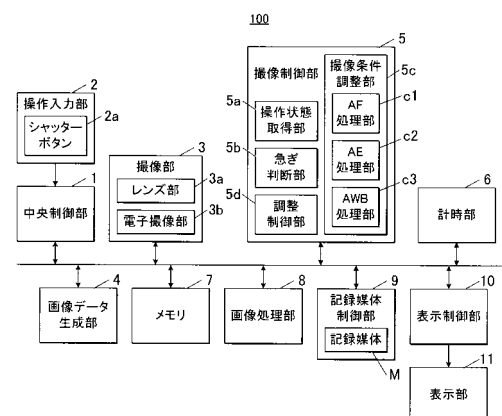 100
5
撮像制御部
撮像条件
調整部
5c
2
操作入力部
シャッター
ボタン
2a
5a
操作状態
取得部
c1
AF
処理部
3
撮像部
レンズ部
3a
電子撮像部
3b
5b
急ぎ
判断部
c2
AE
処理部
1
中央制御部
5d
調整
制御部
c3
AWB
処理部
6
計時部
4
画像データ
生成部
7
メモリ
8
画像処理部
9
記録媒体
制御部
記録媒体
M
10
表示制御部
11
表示部